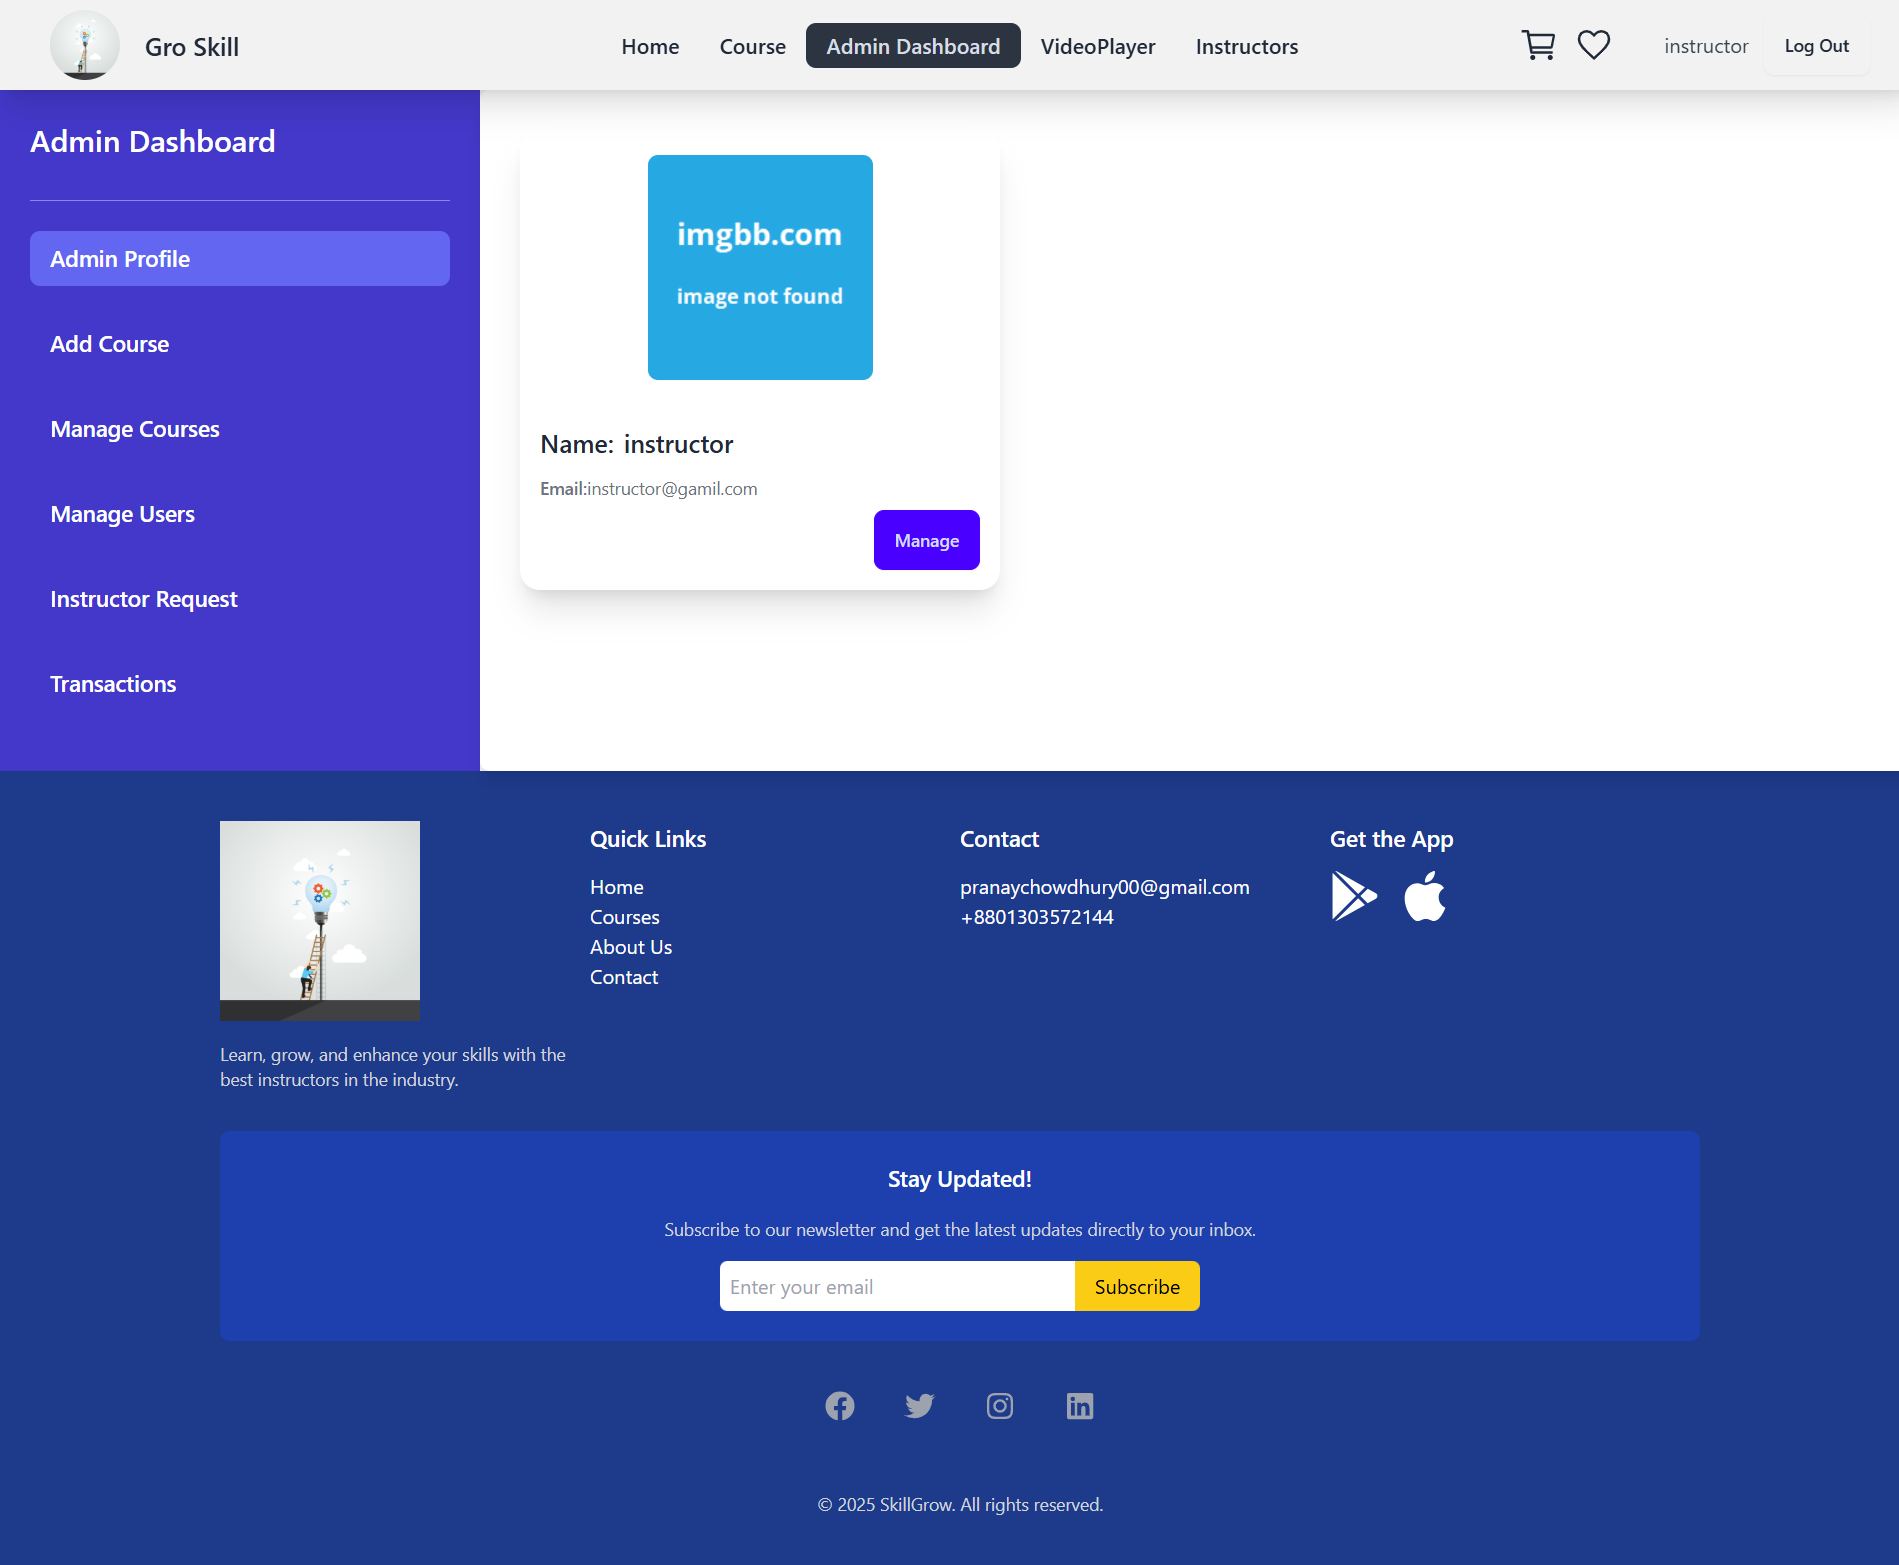 Gro Skill
Home
Course
Admin Dashboard
VideoPlayer
Instructors
instructor
Log Out
Admin Dashboard
Admin Profile
Add Course
Manage Courses
Manage Users
Instructor Request
Transactions
imgbb.com
image not found
Name: instructor
Email:instructor@gamil.com
Manage
Learn, grow, and enhance your skills with the
best instructors in the industry.
Quick Links
Home
Courses
About Us
Contact
Contact
pranaychowdhury00@gmail.com
+8801303572144
Get the App
Stay Updated!
Subscribe to our newsletter and get the latest updates directly to your inbox.
Enter your email
Subscribe
© 2025 SkillGrow. All rights reserved.